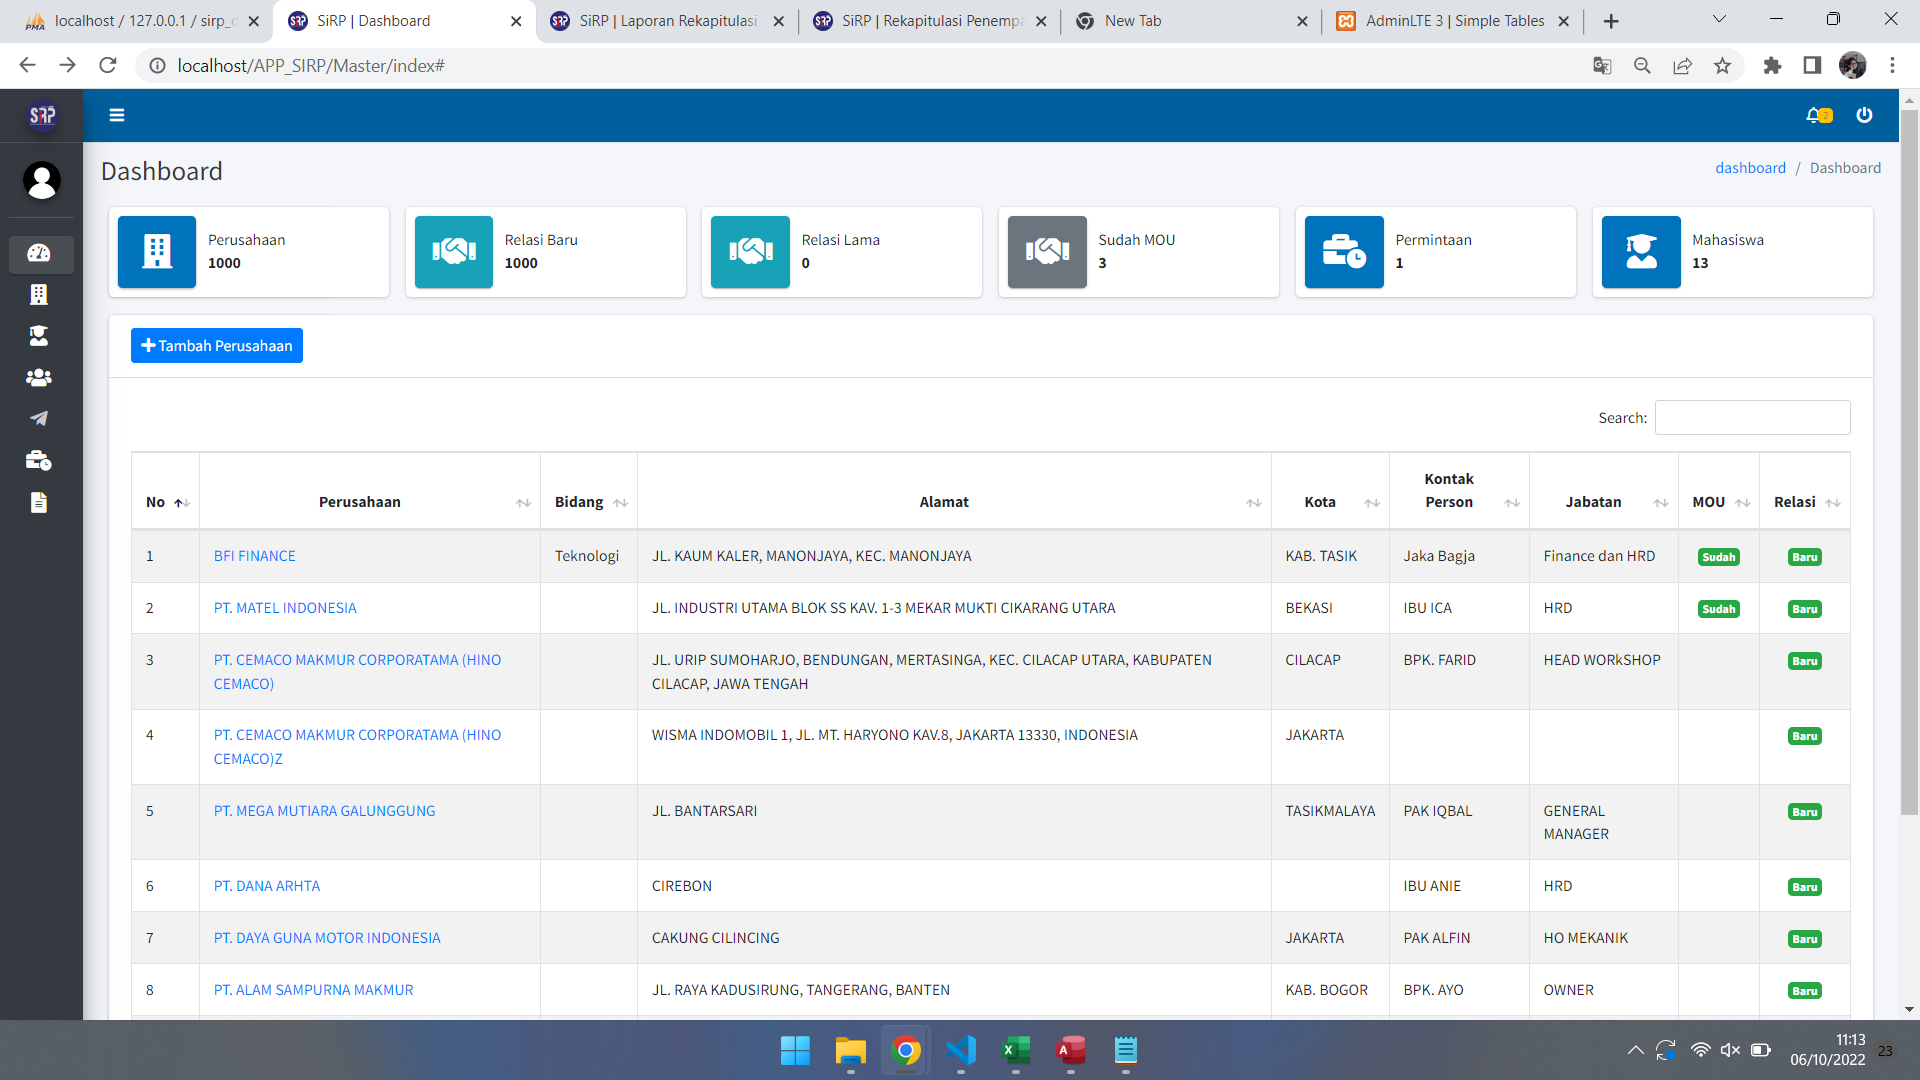 localhost / 127.0.0.1 / sirp_
SiRP | Dashboard
SiRP | Laporan Rekapitulasi
SiRP | Rekapitulasi Penempa
New Tab
AdminLTE 3 | Simple Tables
localhost/APP_SIRP/Master/index#
SiRP
2
Dashboard
dashboard / Dashboard
Perusahaan
1000
Relasi Baru
1000
Relasi Lama
0
Sudah MOU
3
Permintaan
1
Mahasiswa
13
Tambah Perusahaan
Search:
No Perusahaan Bidang Alamat Kota Kontak Person Jabatan MOU Relasi
1 BFI FINANCE Teknologi JL. KAUM KALER, MANONJAYA, KEC. MANONJAYA KAB. TASIK Jaka Bagja Finance dan HRD Sudah Baru
2 PT. MATEL INDONESIA JL. INDUSTRI UTAMA BLOK SS KAV. 1-3 MEKAR MUKTI CIKARANG UTARA BEKASI IBU ICA HRD Sudah Baru
3 PT. CEMACO MAKMUR CORPORATAMA (HINO CEMACO) JL. URIP SUMOHARJO, BENDUNGAN, MERTASINGA, KEC. CILACAP UTARA, KABUPATEN CILACAP, JAWA TENGAH CILACAP BPK. FARID HEAD WORkSHOP Baru
4 PT. CEMACO MAKMUR CORPORATAMA (HINO CEMACO)Z WISMA INDOMOBIL 1, JL. MT. HARYONO KAV.8, JAKARTA 13330, INDONESIA JAKARTA Baru
5 PT. MEGA MUTIARA GALUNGGUNG JL. BANTARSARI TASIKMALAYA PAK IQBAL GENERAL MANAGER Baru
6 PT. DANA ARHTA CIREBON IBU ANIE HRD Baru
7 PT. DAYA GUNA MOTOR INDONESIA CAKUNG CILINCING JAKARTA PAK ALFIN HO MEKANIK Baru
8 PT. ALAM SAMPURNA MAKMUR JL. RAYA KADUSIRUNG, TANGERANG, BANTEN KAB. BOGOR BPK. AYO OWNER Baru
11:13
06/10/2022
23